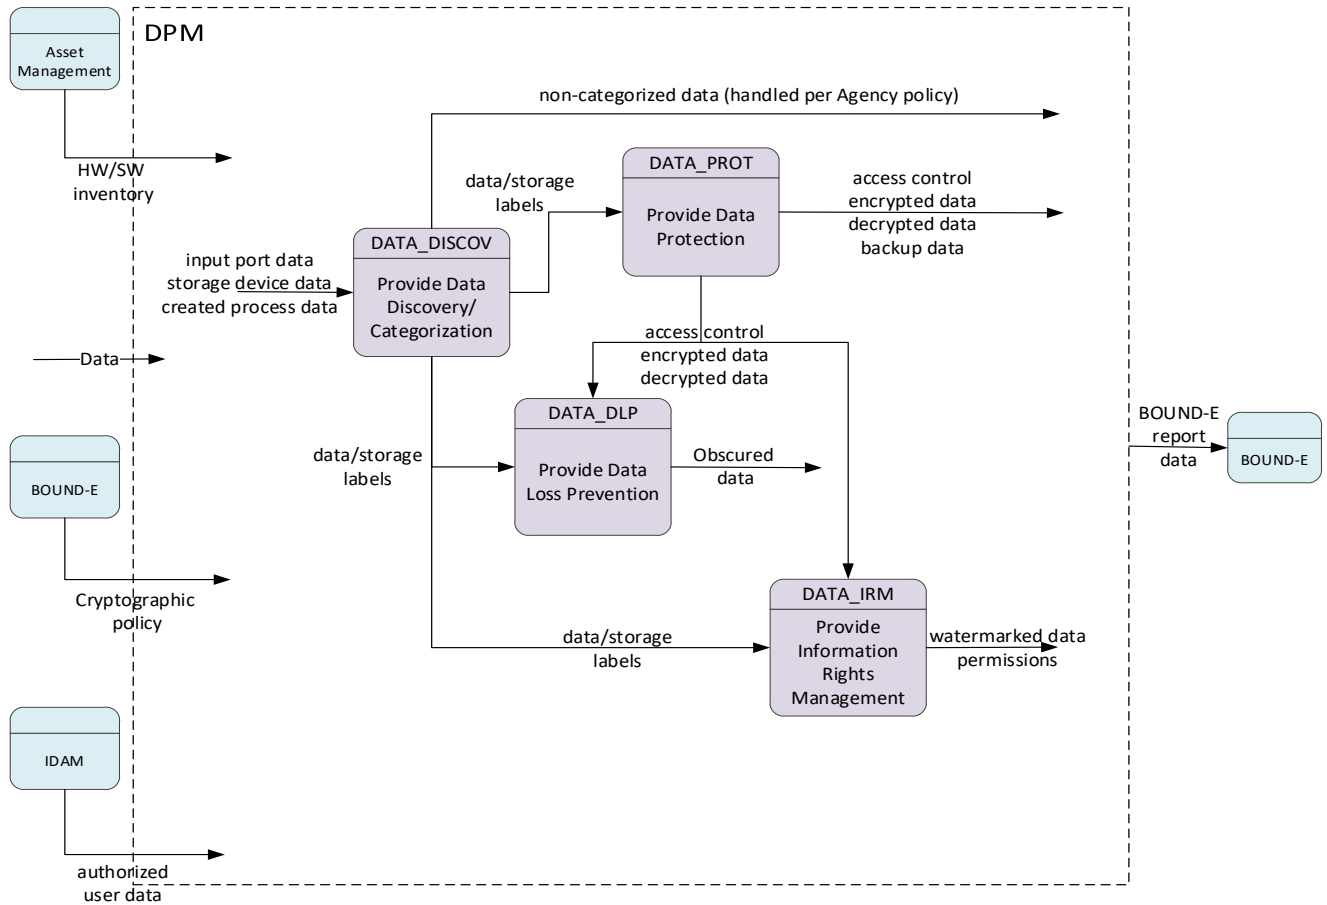 DPM
Asset
Management
HW/SW
inventory
non-categorized data (handled per Agency policy)
DATA_PROT
Provide Data
Protection
data/storage
labels
access control
encrypted data
decrypted data
backup data
DATA_DISCOV
Provide Data
Discovery/
Categorization
input port data
storage device data
created process data
Data
access control
encrypted data
decrypted data
DATA_DLP
Provide Data
Loss Prevention
data/storage
labels
Obscured
data
BOUND-E
report
data
BOUND-E
BOUND-E
Cryptographic
policy
DATA_IRM
Provide
Information
Rights
Management
data/storage
labels
watermarked data
permissions
IDAM
authorized
user data